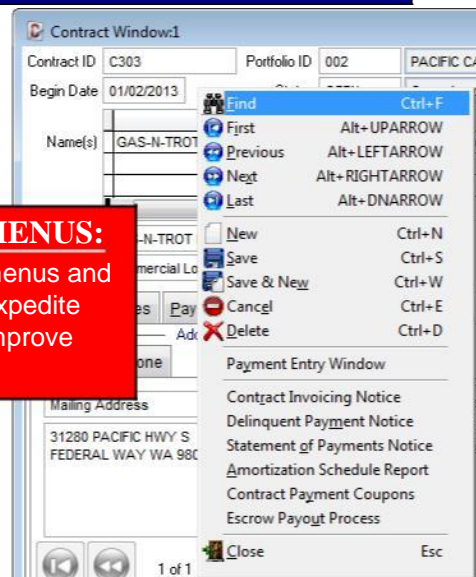 Contract Window:1
Contract ID C303 Portfolio ID 002 PACIFIC CA
Begin Date 01/02/2013
Name(s) GAS-N-TROT
Find Ctrl+F
First Alt+UPARROW
Previous Alt+LEFTARROW
Next Alt+RIGHTARROW
Last Alt+DNARROW
New Ctrl+N
Save Ctrl+S
Save & New Ctrl+W
Cancel Ctrl+E
Delete Ctrl+D
Payment Entry Window
Contract Invoicing Notice
Delinquent Payment Notice
Statement of Payments Notice
Amortization Schedule Report
Contract Payment Coupons
Escrow Payout Process
Close Esc
MENUS:
menus and
xpedite
mprove
S-N-TROT
mercial Lo
es Pay
Ad
one
Mailing Address
31280 PACIFIC HWY S
FEDERAL WAY WA 980
1 of 1